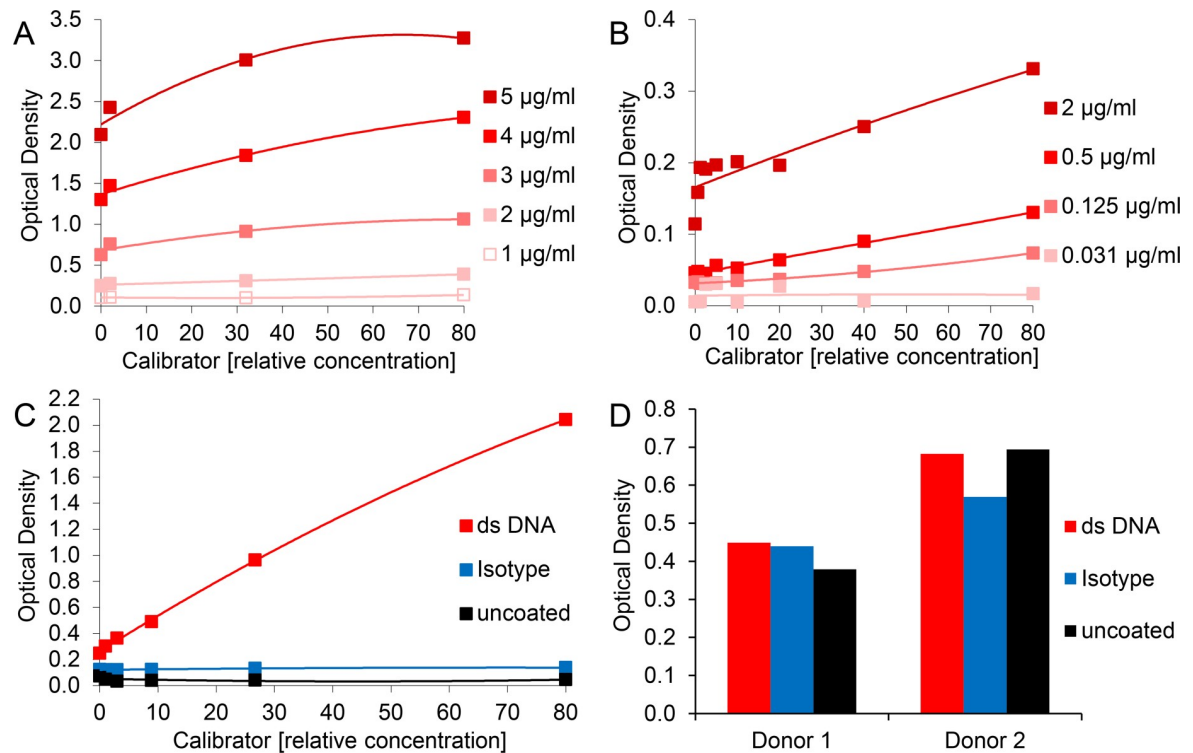 A
Optical Density
3.5
3.0
2.5
2.0
1.5
1.0
0.5
0.0
0 10 20 30 40 50 60 70 80
Calibrator [relative concentration]
5 µg/ml
4 µg/ml
3 µg/ml
2 µg/ml
1 µg/ml
B
Optical Density
0.4
0.3
0.2
0.1
0.0
0 10 20 30 40 50 60 70 80
Calibrator [relative concentration]
2 µg/ml
0.5 µg/ml
0.125 µg/ml
0.031 µg/ml
C
Optical Density
2.2
2.0
1.8
1.6
1.4
1.2
1.0
0.8
0.6
0.4
0.2
0.0
0 10 20 30 40 50 60 70 80
Calibrator [relative concentration]
ds DNA
Isotype
uncoated
D
Optical Density
0.8
0.7
0.6
0.5
0.4
0.3
0.2
0.1
0.0
Donor 1 Donor 2
ds DNA
Isotype
uncoated